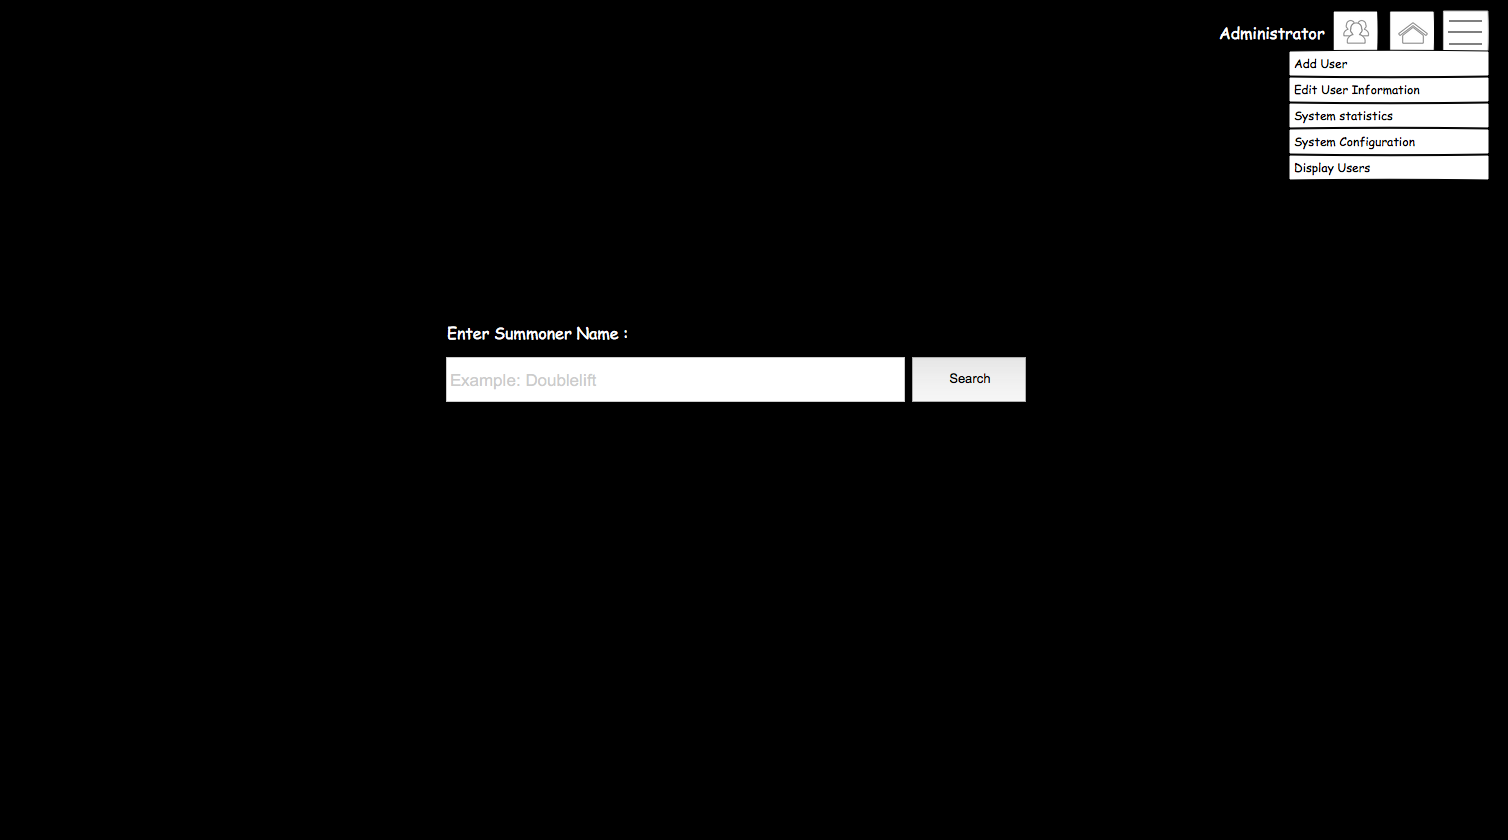 Administrator
Add User
Edit User Information
System statistics
System Configuration
Display Users
Enter Summoner Name :
Example: Doublelift
Search